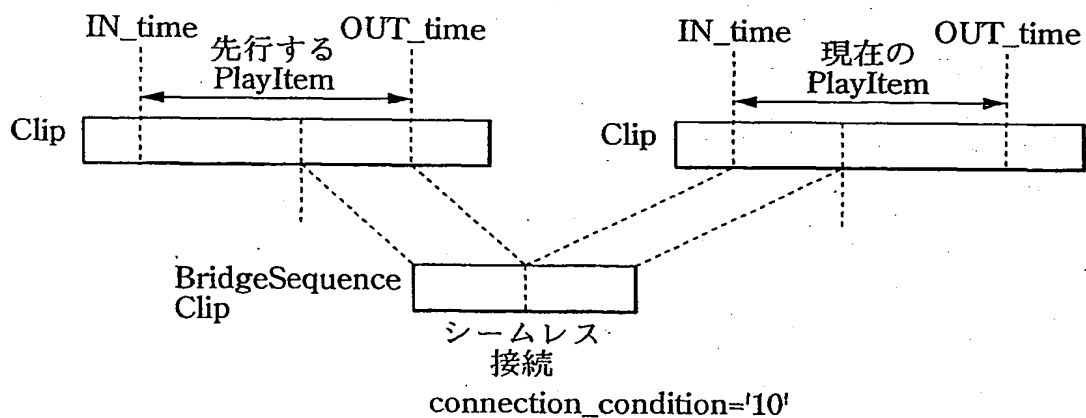 IN_time
先行する
PlayItem
OUT_time
IN_time
現在の
PlayItem
OUT_time
Clip
Clip
BridgeSequence
Clip
シームレス
接続
connection_condition='10'